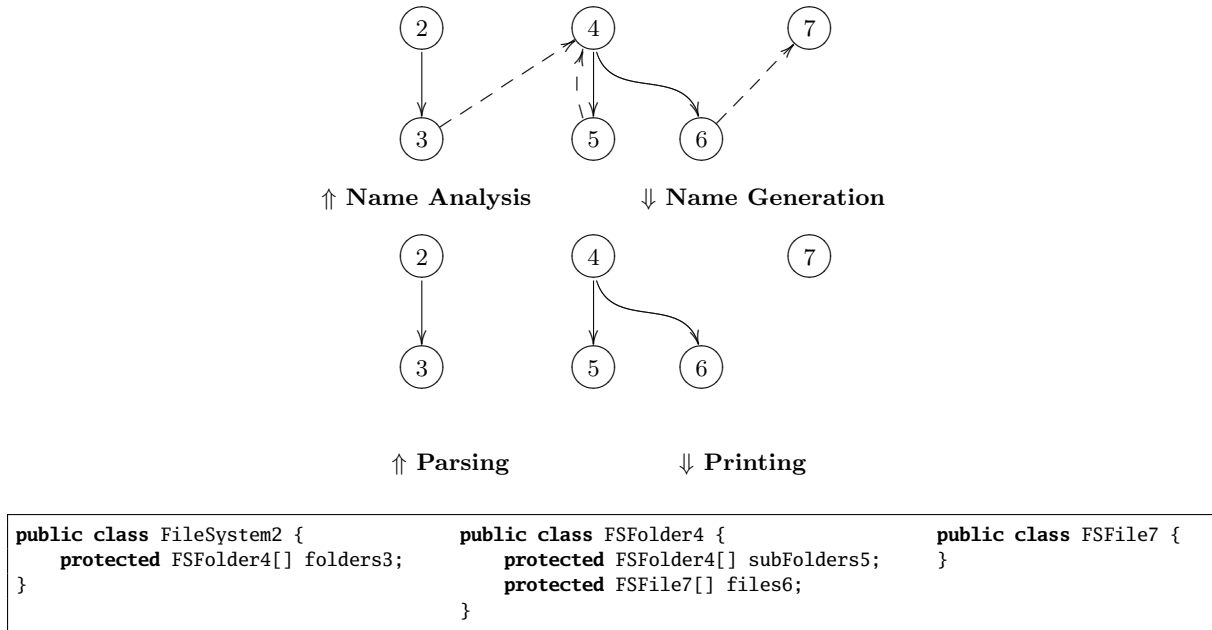 2 4 7
3 5 6
⇑ Name Analysis ⇓ Name Generation
2 4 7
3 5 6
⇑ Parsing ⇓ Printing
public class FileSystem2 {
    protected FSFolder4[] folders3;
}
public class FSFolder4 {
    protected FSFolder4[] subFolders5;
    protected FSFile7[] files6;
}
public class FSFile7 {
}